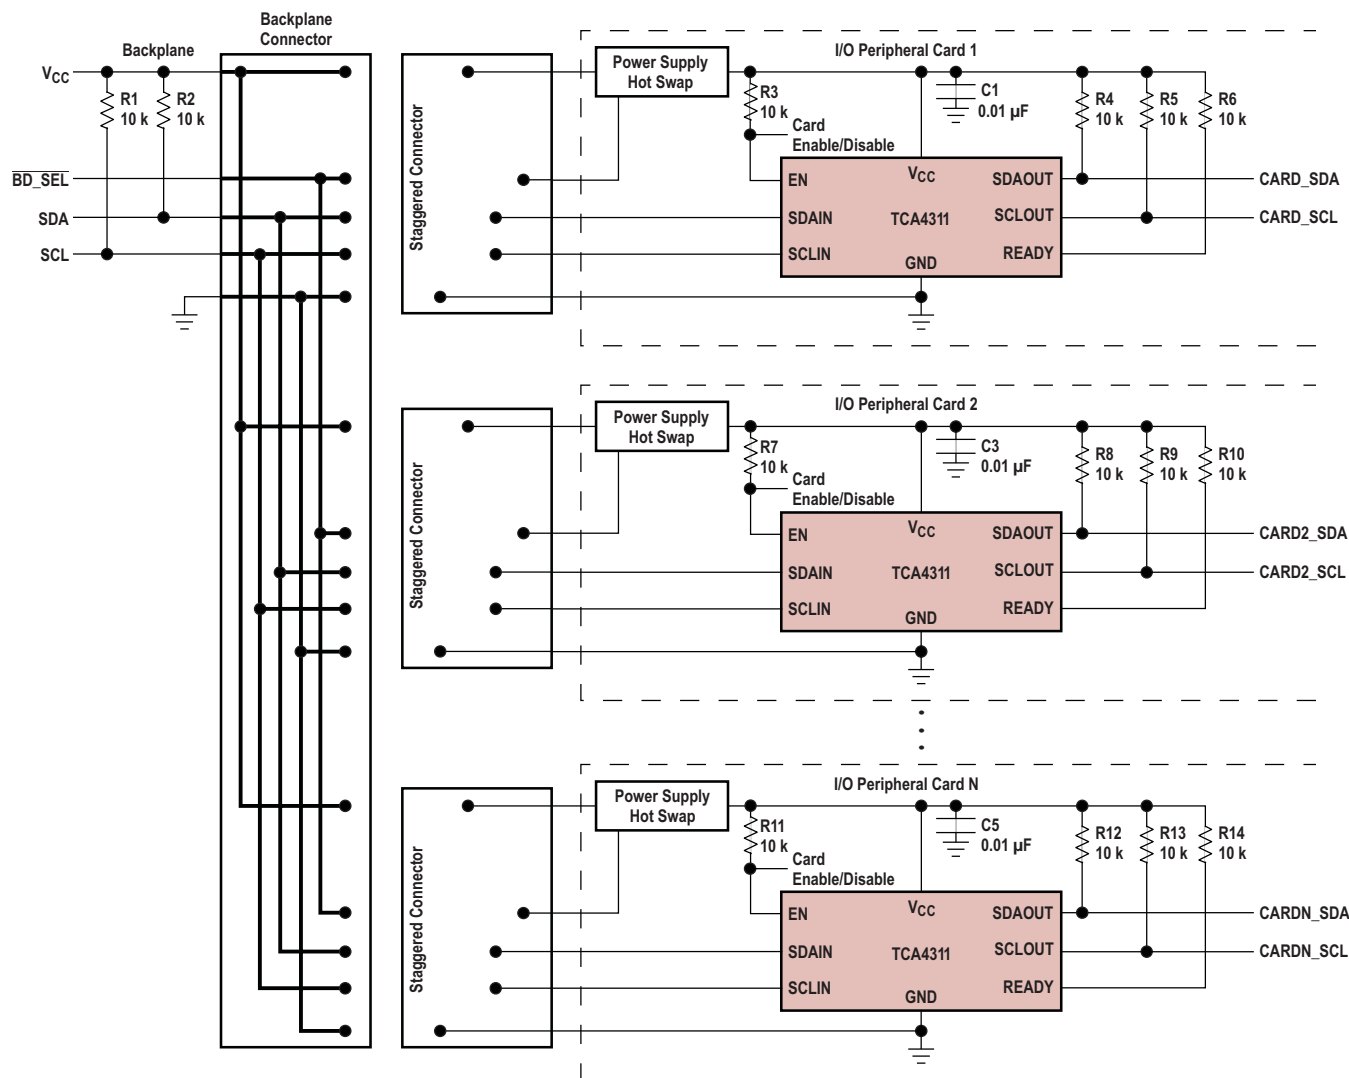 Backplane
Connector
Backplane
VCC
R1
10 k
R2
10 k
BD_SEL
SDA
SCL
Staggered Connector
I/O Peripheral Card 1
Power Supply
Hot Swap
R3
10 k
Card
Enable/Disable
C1
0.01 µF
R4
10 k
R5
10 k
R6
10 k
EN
VCC
SDAOUT
SDAIN
TCA4311
SCLOUT
SCLIN
GND
READY
CARD_SDA
CARD_SCL
Staggered Connector
I/O Peripheral Card 2
Power Supply
Hot Swap
R7
10 k
Card
Enable/Disable
C3
0.01 µF
R8
10 k
R9
10 k
R10
10 k
EN
VCC
SDAOUT
SDAIN
TCA4311
SCLOUT
SCLIN
GND
READY
CARD2_SDA
CARD2_SCL
Staggered Connector
I/O Peripheral Card N
Power Supply
Hot Swap
R11
10 k
Card
Enable/Disable
C5
0.01 µF
R12
10 k
R13
10 k
R14
10 k
EN
VCC
SDAOUT
SDAIN
TCA4311
SCLOUT
SCLIN
GND
READY
CARDN_SDA
CARDN_SCL